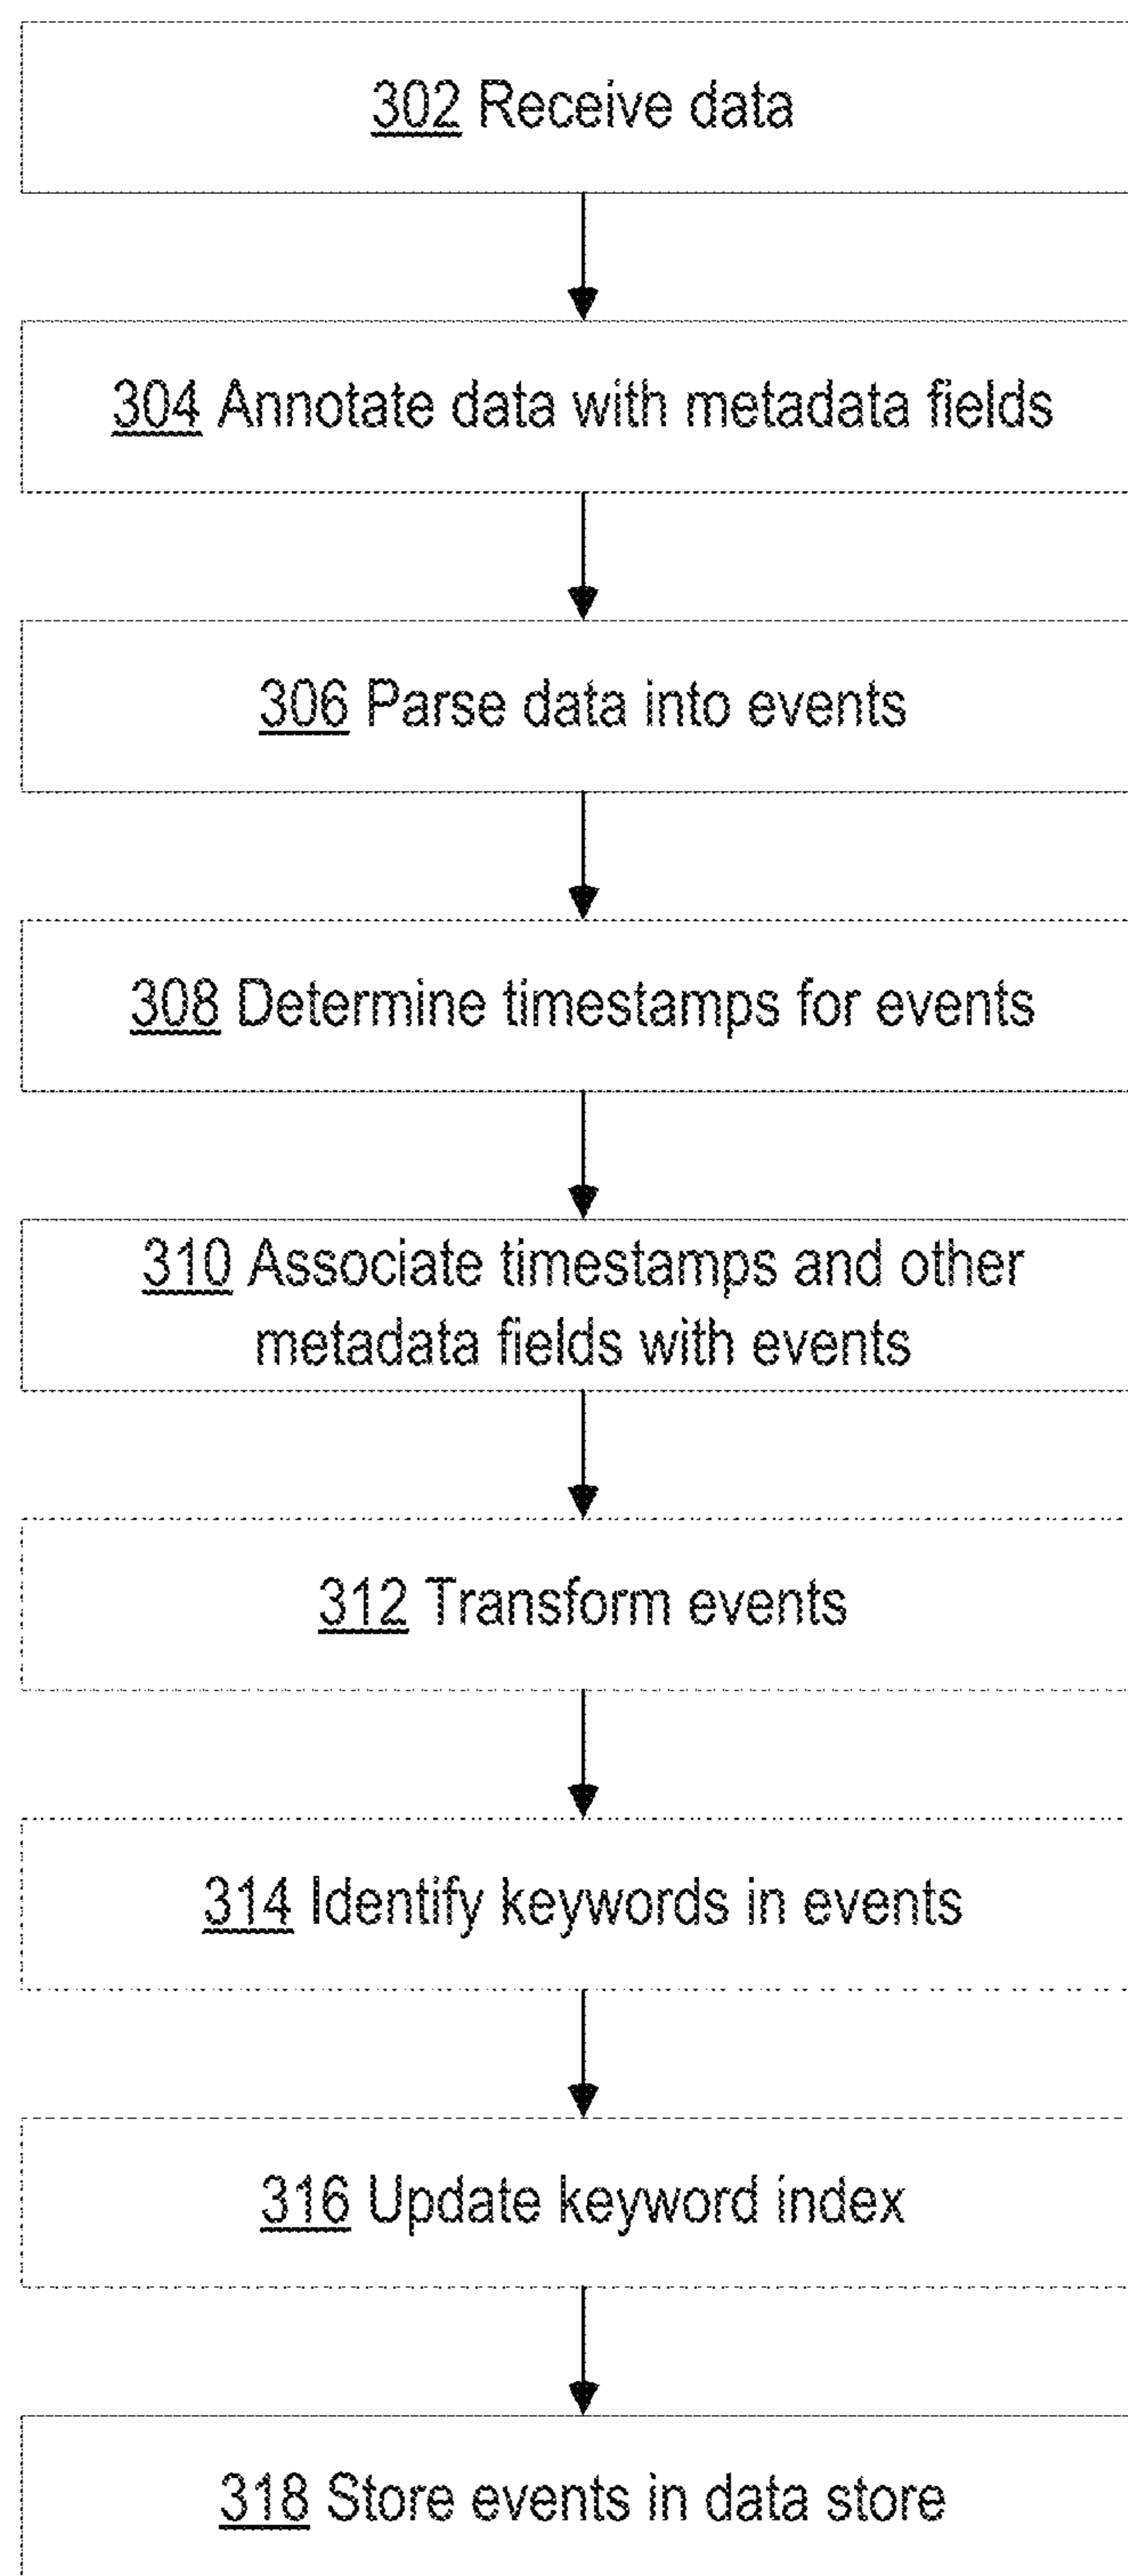 302 Receive data
304 Annotate data with metadata fields
306 Parse data into events
308 Determine timestamps for events
310 Associate timestamps and other
metadata fields with events
312 Transform events
314 Identify keywords in events
316 Update keyword index
318 Store events in data store